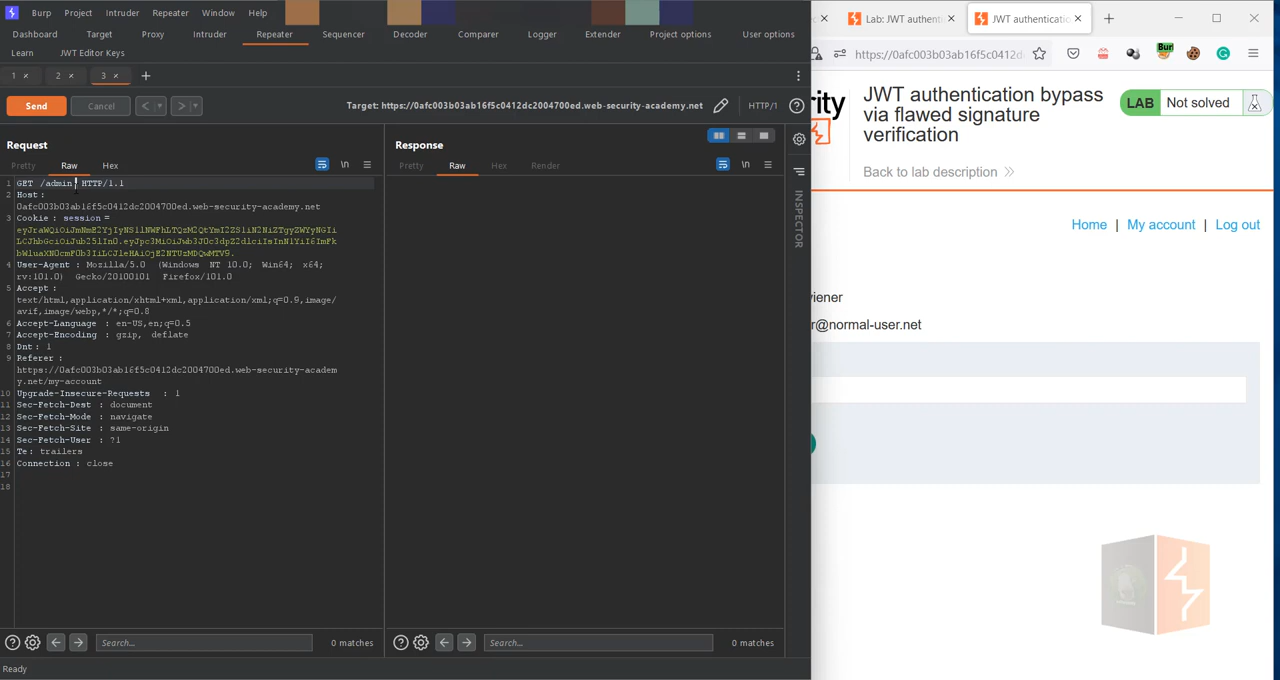 Burp Project Intruder Repeater Window Help
Dashboard Target Proxy Intruder Repeater Sequencer Decoder Comparer Logger Extender Project options User options
Learn JWT Editor Keys
1 × 2 × 3 × +
Send Cancel < > Target: https://0afc003b03ab16f5c0412dc2004700ed.web-security-academy.net HTTP/1
Request
Pretty Raw Hex \n
1 GET /admin HTTP/1.1
2 Host:
0afc003b03ab16f5c0412dc2004700ed.web-security-academy.net
3 Cookie: session=
4 User-Agent: Mozilla/5.0 (Windows NT 10.0; Win64; x64;
rv:101.0) Gecko/20100101 Firefox/101.0
5 Accept:
text/html,application/xhtml+xml,application/xml;q=0.9,image/
avif,image/webp,*/*;q=0.8
6 Accept-Language: en-US,en;q=0.5
7 Accept-Encoding: gzip, deflate
8 Dnt: 1
9 Referer:
https://0afc003b03ab16f5c0412dc2004700ed.web-security-academ
y.net/my-account
10 Upgrade-Insecure-Requests: 1
11 Sec-Fetch-Dest: document
12 Sec-Fetch-Mode: navigate
13 Sec-Fetch-Site: same-origin
14 Sec-Fetch-User: ?1
15 Te: trailers
16 Connection: close
17
18
Search... 0 matches
Response
Pretty Raw Hex Render \n
INSPECTOR
Search... 0 matches
Ready
Lab: JWT authenti × JWT authenticatio × +
https://0afc003b03ab16f5c0412d
Bur
rity
JWT authentication bypass
via flawed signature
verification
LAB Not solved
Back to lab description >>
Home | My account | Log out
viener
r@normal-user.net